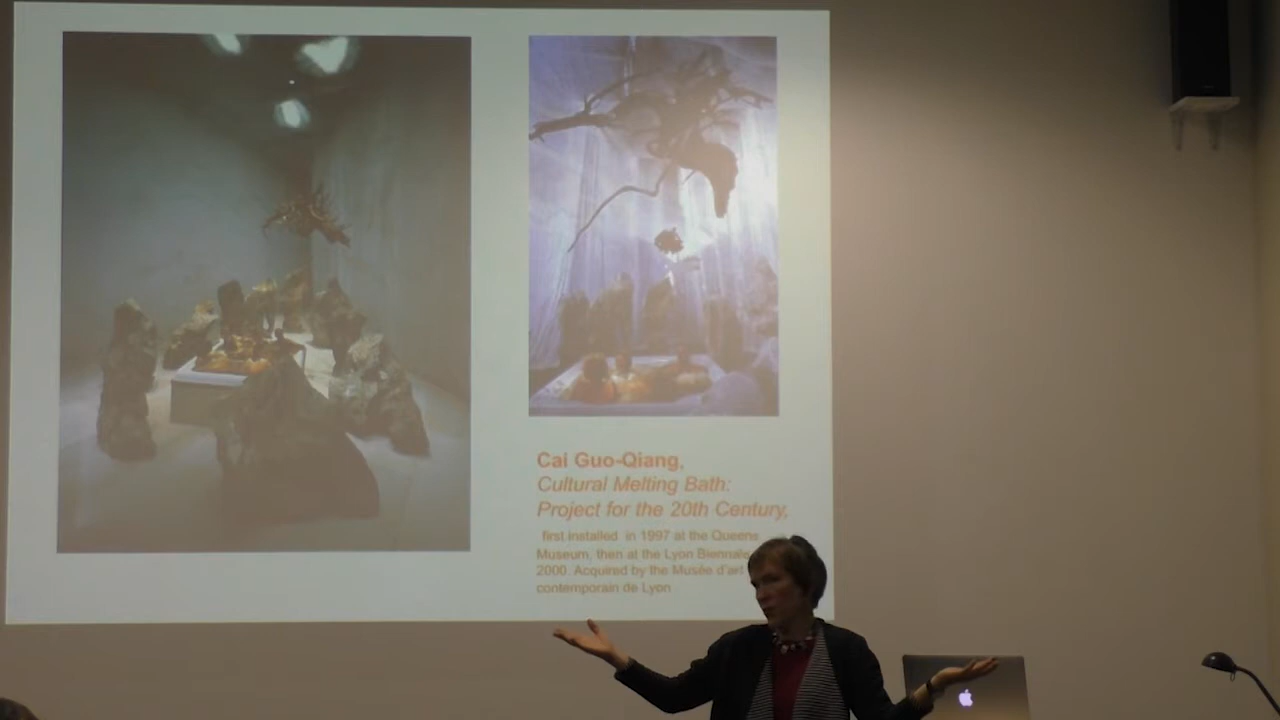 Cai Guo-Qiang,
Cultural Melting Bath:
Project for the 20th Century,
first installed in 1997 at the Queens
Museum, then at the Lyon Biennale
2000. Acquired by the Musée d'art
contemporain de Lyon